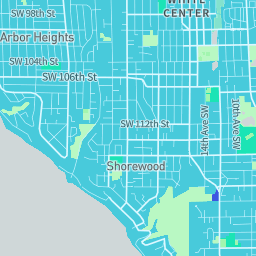 SW 98th St
WHITE
CENTER
Arbor Heights
SW 104th St
SW 106th St
SW 112th St
14th Ave SW
10th Ave SW
Shorewood